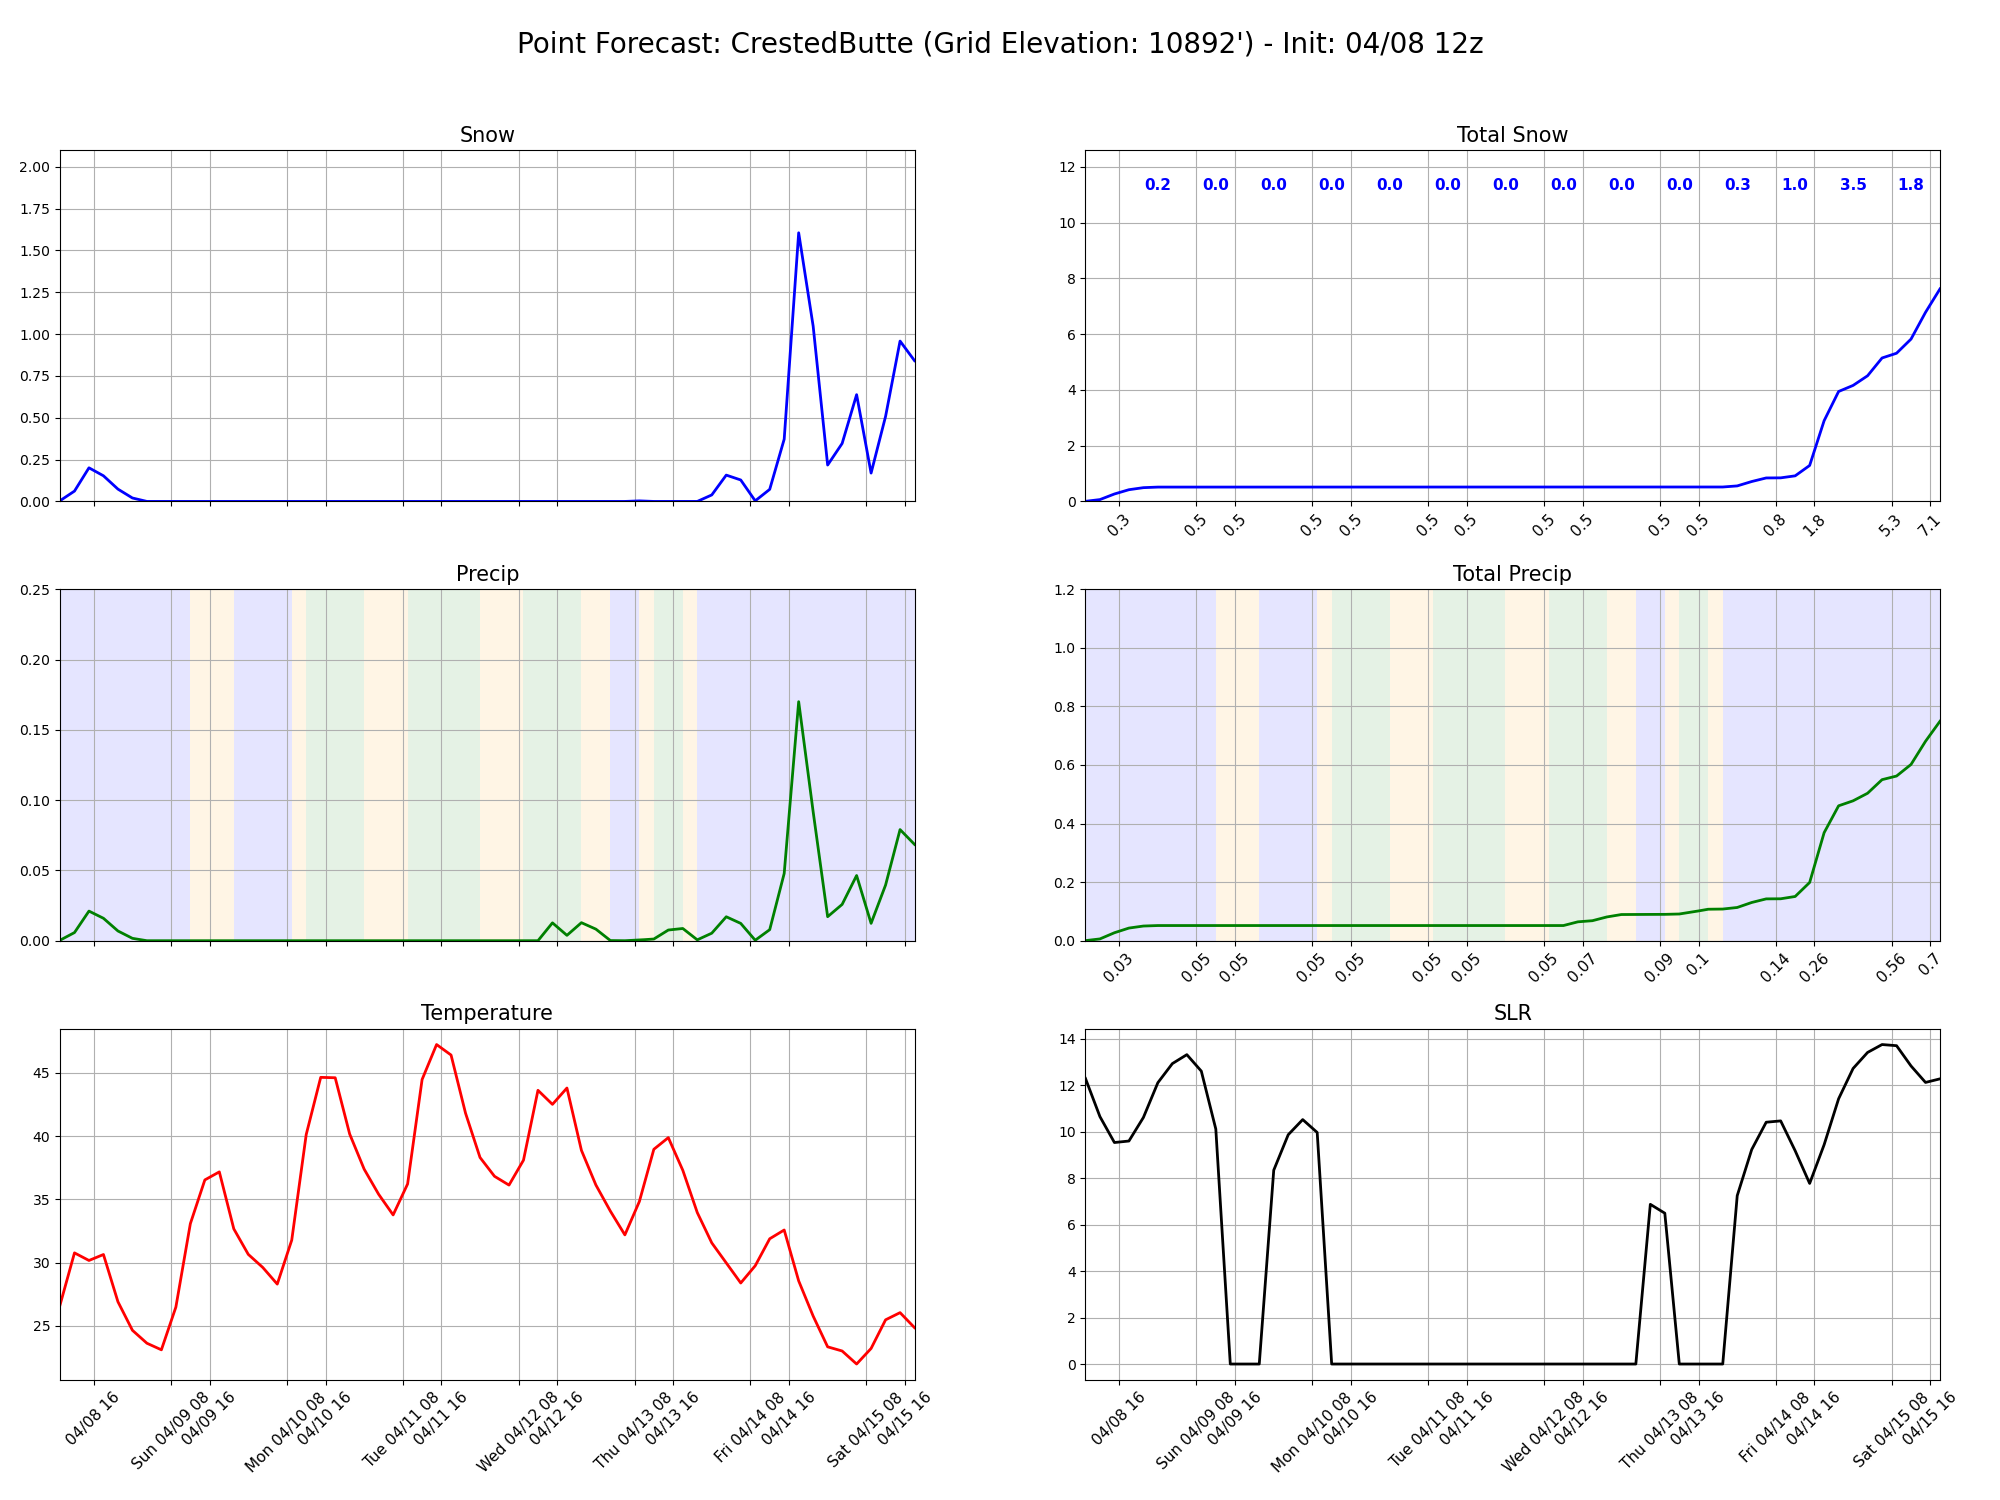 Point Forecast: CrestedButte (Grid Elevation: 10892') - Init: 04/08 12z
Snow
2.00
1.75
1.50
1.25
1.00
0.75
0.50
0.25
0.00
Total Snow
12
10
8
6
4
2
0
0.2 0.0 0.0 0.0 0.0 0.0 0.0 0.0 0.0 0.0 0.3 1.0 3.5 1.8
0.3 0.5 0.5 0.5 0.5 0.5 0.5 0.5 0.5 0.5 0.5 0.8 1.8 5.3 7.1
Precip
0.25
0.20
0.15
0.10
0.05
0.00
Total Precip
1.2
1.0
0.8
0.6
0.4
0.2
0.0
0.03 0.05 0.05 0.05 0.05 0.05 0.05 0.05 0.07 0.09 0.1 0.14 0.26 0.56 0.7
Temperature
45
40
35
30
25
04/08 16
Sun 04/09 08
04/09 16
Mon 04/10 08
04/10 16
Tue 04/11 08
04/11 16
Wed 04/12 08
04/12 16
Thu 04/13 08
04/13 16
Fri 04/14 08
04/14 16
Sat 04/15 08
04/15 16
SLR
14
12
10
8
6
4
2
0
04/08 16
Sun 04/09 08
04/09 16
Mon 04/10 08
04/10 16
Tue 04/11 08
04/11 16
Wed 04/12 08
04/12 16
Thu 04/13 08
04/13 16
Fri 04/14 08
04/14 16
Sat 04/15 08
04/15 16